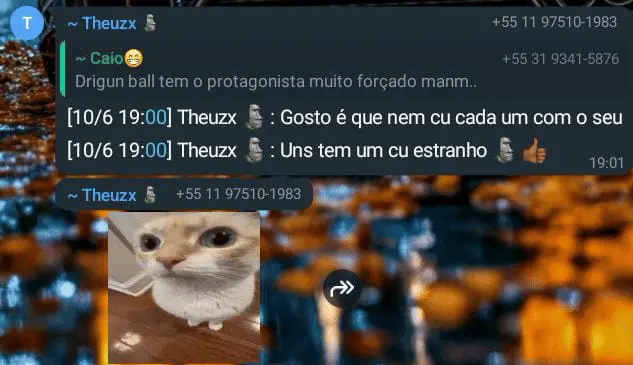 T
~ Theuzx 🗿 +55 11 97510-1983
~ Caio😁 +55 31 9341-5876
Drigun ball tem o protagonista muito forçado manm..
[10/6 19:00] Theuzx 🗿 : Gosto é que nem cu cada um com o seu
[10/6 19:00] Theuzx 🗿 : Uns tem um cu estranho 🗿 👍🏾
19:01
~ Theuzx 🗿 +55 11 97510-1983